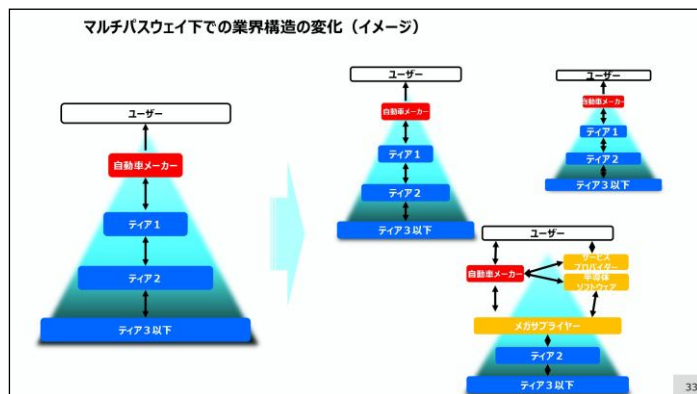 マルチパスウェイ下での業界構造の変化（イメージ）
ユーザー
自動車メーカー
ティア1
ティア2
ティア3以下
ユーザー
自動車メーカー
ティア1
ティア2
ティア3以下
ユーザー
自動車メーカー
ティア1
ティア2
ティア3以下
ユーザー
自動車メーカー
サービス
プロバイダー
半導体
ソフトウェア
メガサプライヤー
ティア2
ティア3以下
33